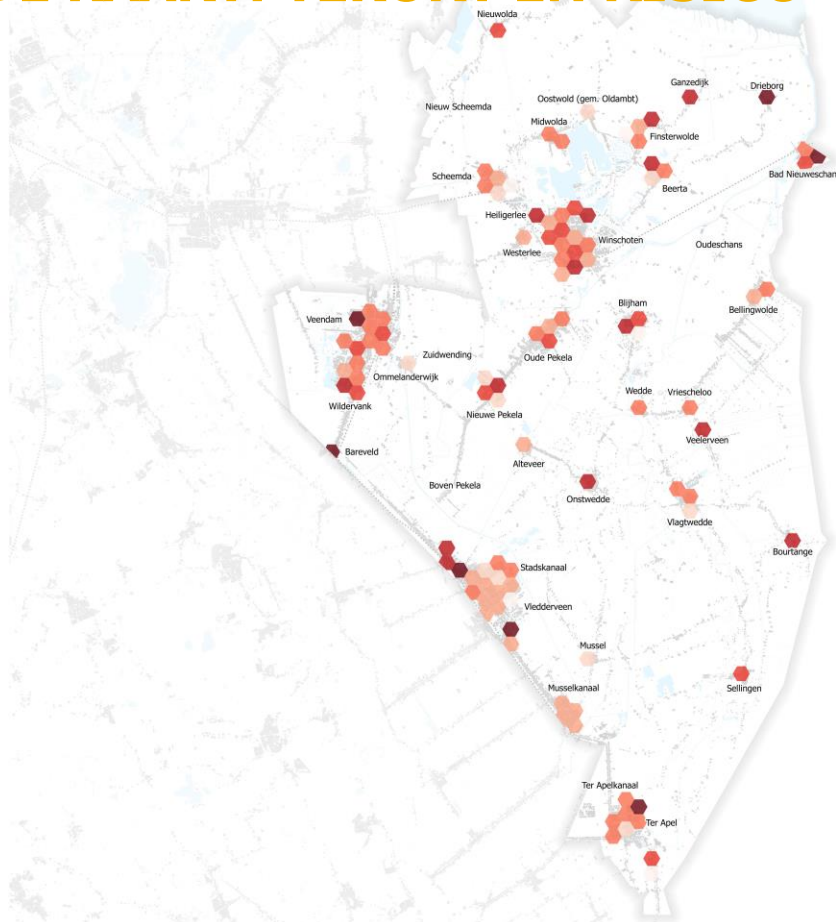 Nieuwolda
Ganzedijk
Drieborg
Oostwold (gem. Oldambt)
Nieuw Scheemda
Midwolda
Finsterwolde
Scheemda
Beerta
Bad Nieuweschan
Heiligerlee
Winschoten
Oudeschans
Westerlee
Bellingwolde
Blijham
Veendam
Zuidwending
Oude Pekela
Ommelanderwijk
Wedde
Vriescheloo
Wildervank
Nieuwe Pekela
Veelerveen
Alteveer
Bareveld
Boven Pekela
Onstwedde
Vlagtwedde
Bourtange
Stadskanaal
Vledderveen
Mussel
Sellingen
Musselkanaal
Ter Apelkanaal
Ter Apel